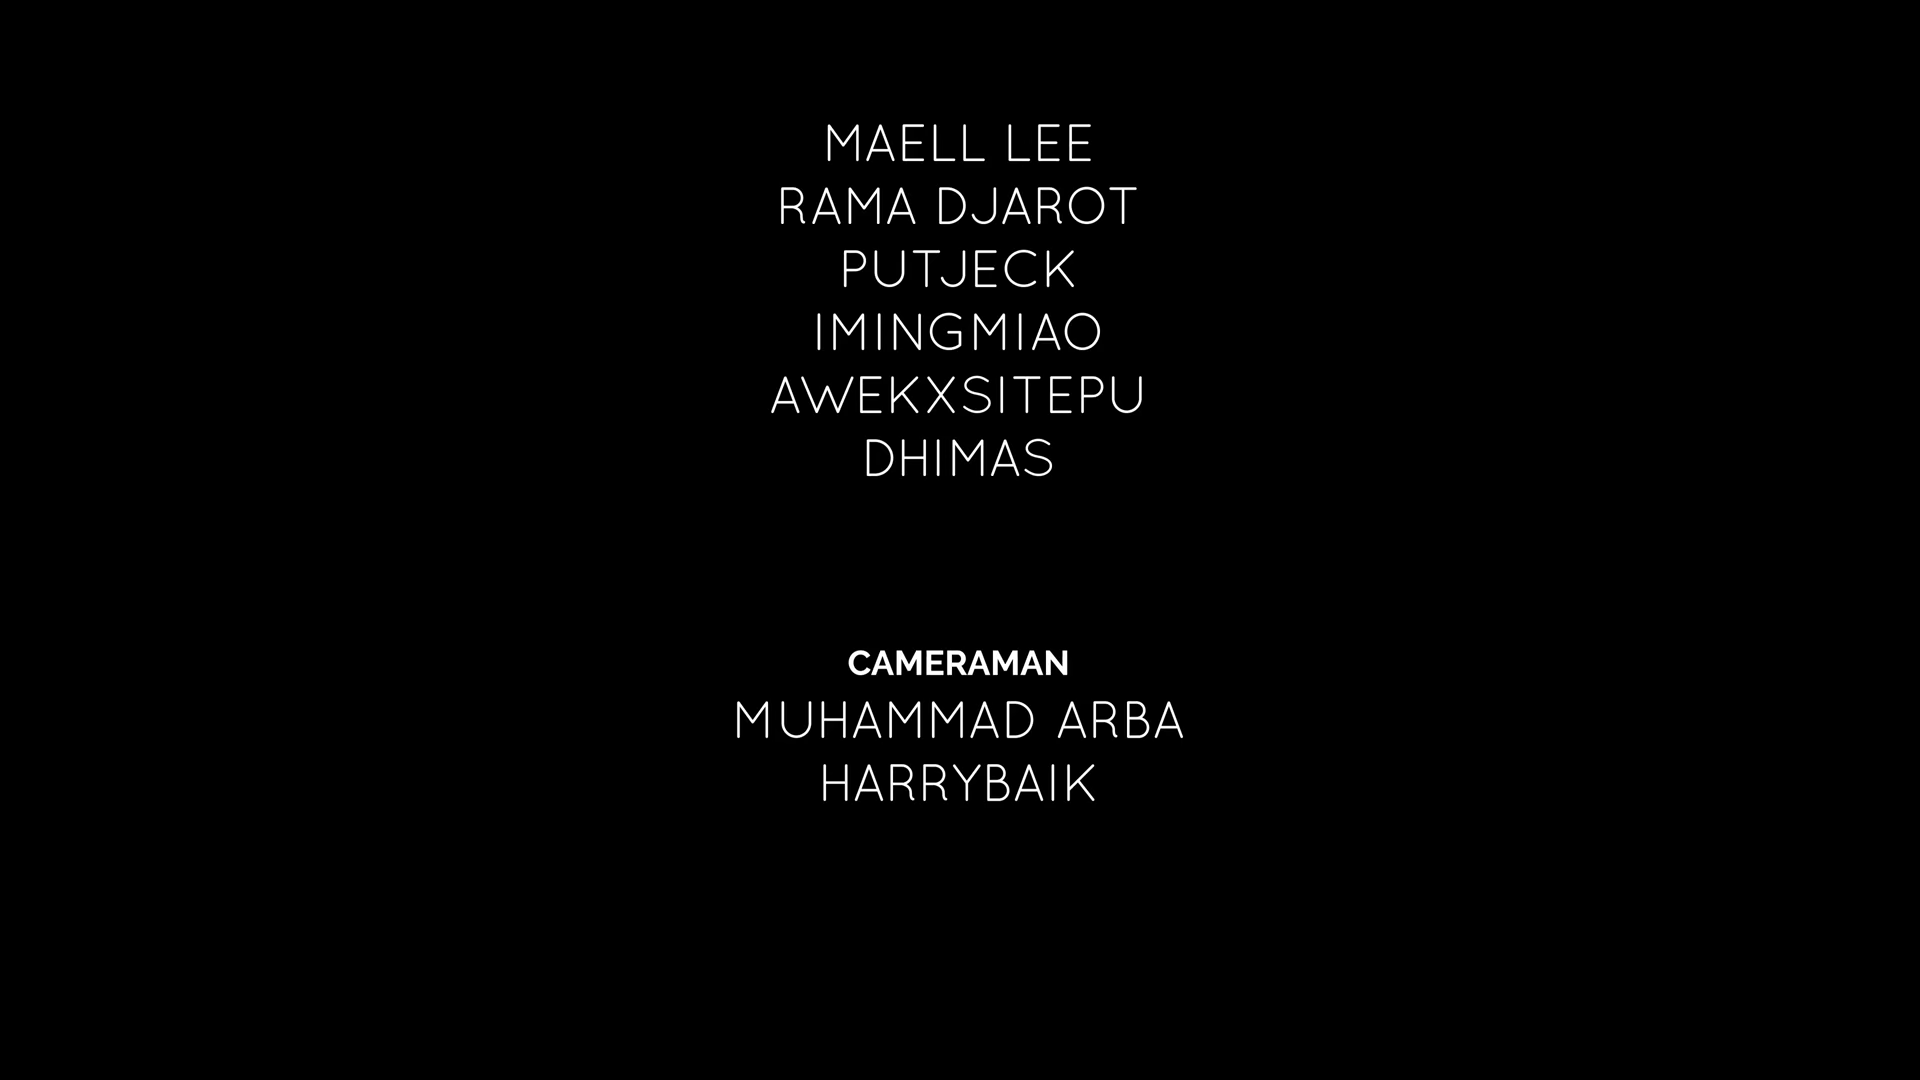 MAELL LEE
RAMA DJAROT
PUTJECK
IMINGMIAO
AWEKXSITEPU
DHIMAS
CAMERAMAN
MUHAMMAD ARBA
HARRYBAIK